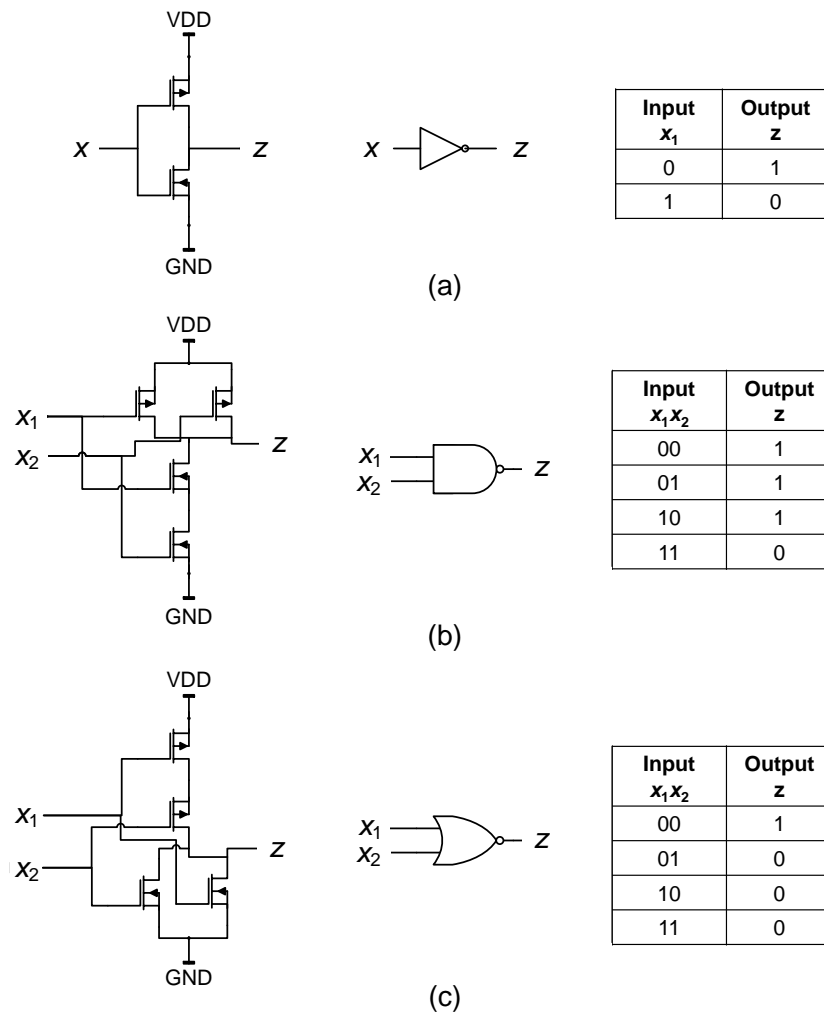 VDD
x z
GND
x z
Input Output
x₁ z
0 1
1 0
(a)
VDD
x₁
x₂
z
GND
x₁
x₂
z
Input Output
x₁x₂ z
00 1
01 1
10 1
11 0
(b)
VDD
x₁
x₂
z
GND
x₁
x₂
z
Input Output
x₁x₂ z
00 1
01 0
10 0
11 0
(c)